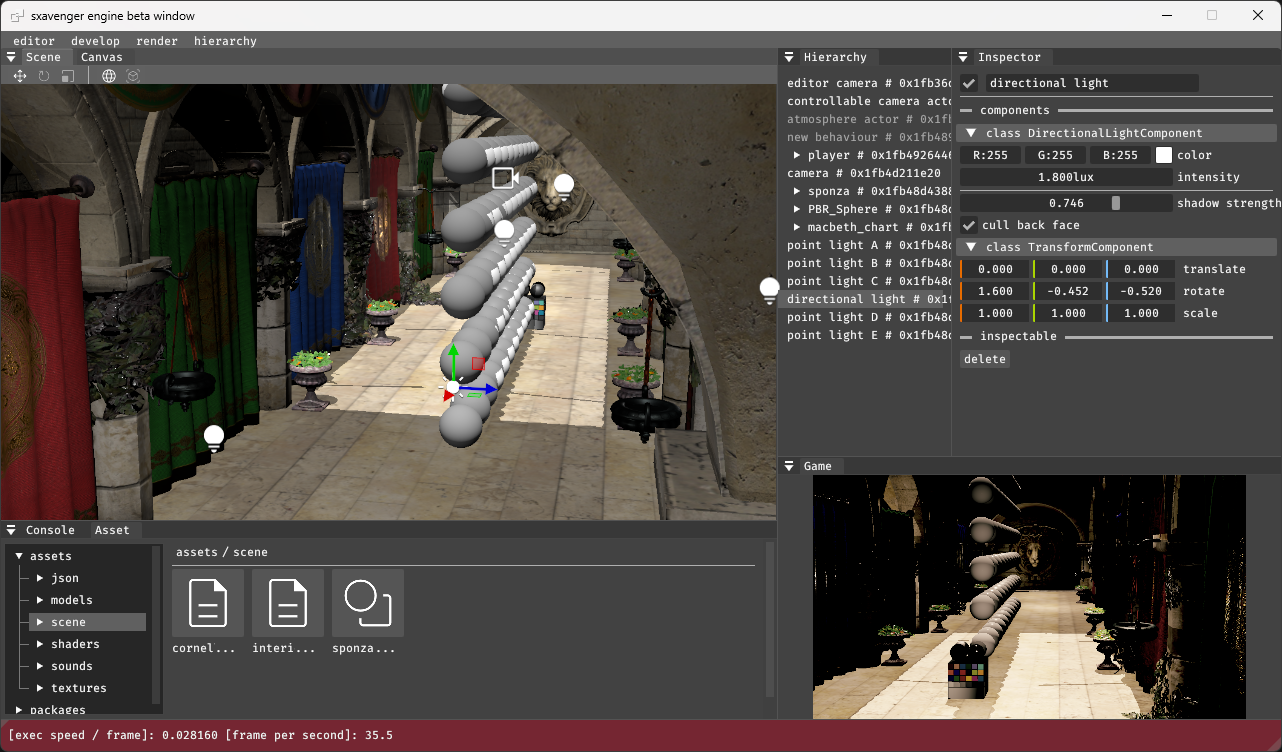 sxavenger engine beta window
editor develop render hierarchy
Scene Canvas
Hierarchy
editor camera # 0x1fb36
controllable camera acto
atmosphere actor # 0x1fb
new behaviour # 0x1fb489
player # 0x1fb492644
camera # 0x1fb4d211e20
sponza # 0x1fb48d4388
PBR_Sphere # 0x1fb48
macbeth_chart # 0x1fb
point light A # 0x1fb48
point light B # 0x1fb48
point light C # 0x1fb48
directional light # 0x1f
point light D # 0x1fb48
point light E # 0x1fb48
Inspector
directional light
components
class DirectionalLightComponent
R:255 G:255 B:255 color
1.800lux intensity
0.746 shadow strength
cull back face
class TransformComponent
0.000 0.000 0.000 translate
1.600 -0.452 -0.520 rotate
1.000 1.000 1.000 scale
inspectable
delete
Game
Console Asset
assets
json
models
scene
shaders
sounds
textures
packages
assets / scene
cornel... interi... sponza...
[exec speed / frame]: 0.028160 [frame per second]: 35.5